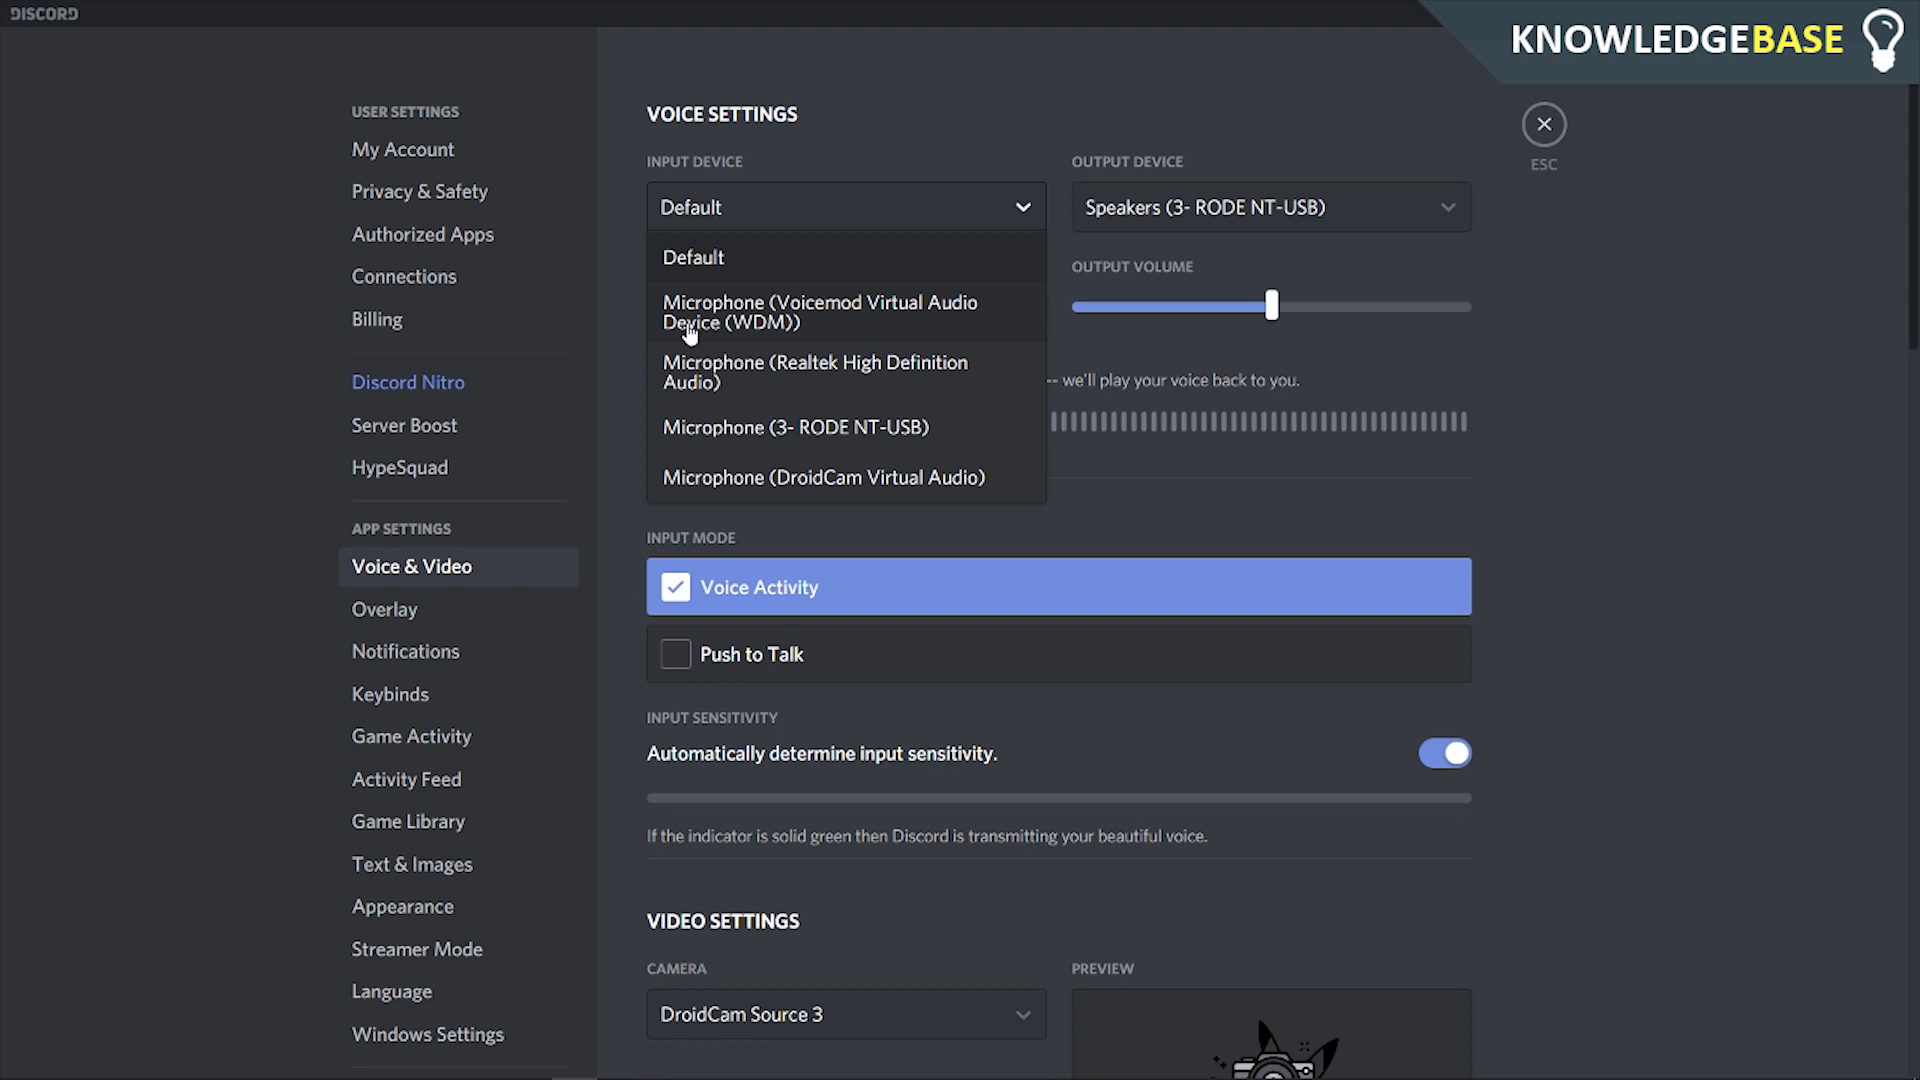 DISCORD
KNOWLEDGEBASE
USER SETTINGS
My Account
Privacy & Safety
Authorized Apps
Connections
Billing
Discord Nitro
Server Boost
HypeSquad
APP SETTINGS
Voice & Video
Overlay
Notifications
Keybinds
Game Activity
Activity Feed
Game Library
Text & Images
Appearance
Streamer Mode
Language
Windows Settings
VOICE SETTINGS
INPUT DEVICE
Default
Default
Microphone (Voicemod Virtual Audio
Device (WDM))
Microphone (Realtek High Definition
Audio)
Microphone (3- RODE NT-USB)
Microphone (DroidCam Virtual Audio)
OUTPUT DEVICE
Speakers (3- RODE NT-USB)
OUTPUT VOLUME
-- we'll play your voice back to you.
ESC
INPUT MODE
Voice Activity
Push to Talk
INPUT SENSITIVITY
Automatically determine input sensitivity.
If the indicator is solid green then Discord is transmitting your beautiful voice.
VIDEO SETTINGS
CAMERA
DroidCam Source 3
PREVIEW